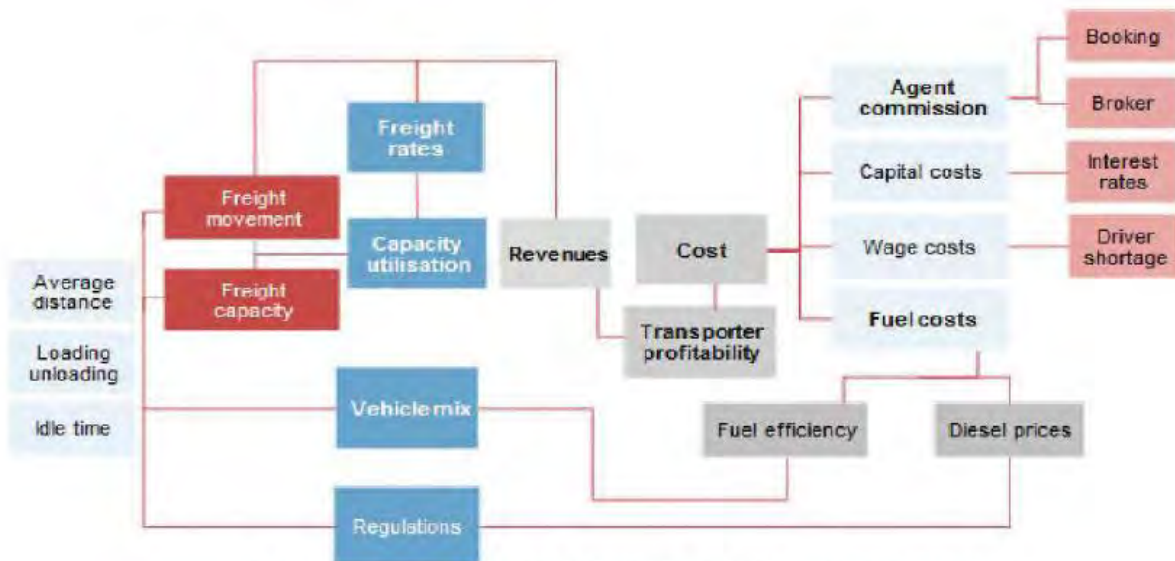 Booking
Agent
commission
Broker
Freight
rates
Capital costs
Interest
rates
Freight
movement
Capacity
utilisation
Revenues
Cost
Wage costs
Driver
shortage
Average
distance
Freight
capacity
Transporter
profitability
Fuel costs
Loading
unloading
Vehicle mix
Fuel efficiency
Diesel prices
Idle time
Regulations